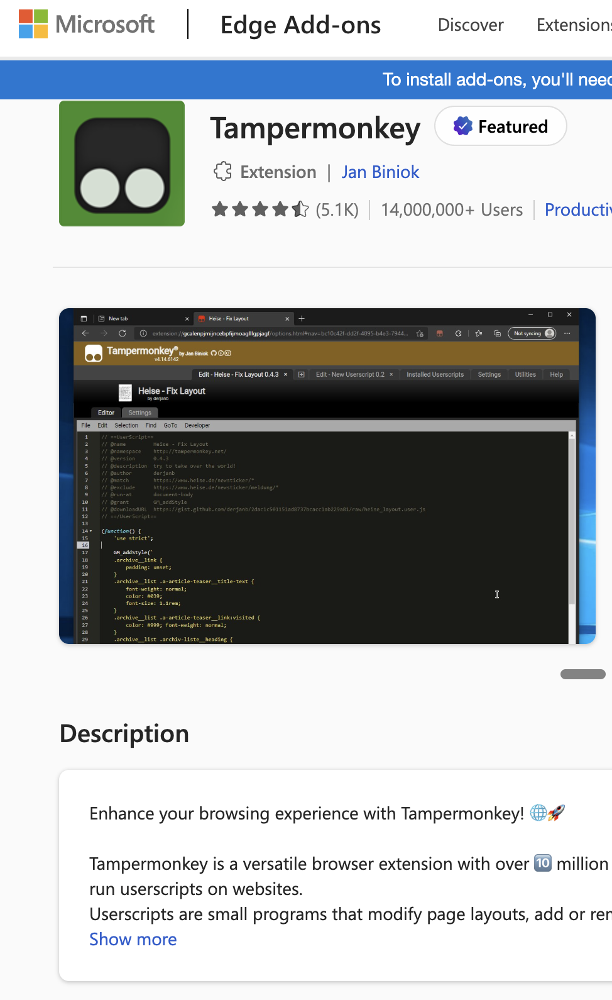 Microsoft
Edge Add-ons
Discover
Extensions
To install add-ons, you'll need
Tampermonkey
Featured
Extension | Jan Biniok
(5.1K)
14,000,000+ Users
Productiv
New tab
Heise - Fix Layout
extension://gcalenpjmijncebpfijmoaglllgpjagf/options.html#nav=bc10c42f-dd2f-4895-b4e3-7944...
Not syncing
Tampermonkey® by Jan Biniok
v4.14.6142
Edit - Heise - Fix Layout 0.4.3
Edit - New Userscript 0.2
Installed Userscripts
Settings
Utilities
Help
Heise - Fix Layout
by derjanb
Editor
Settings
File Edit Selection Find GoTo Developer
1 // ==UserScript==
2 // @name Heise - Fix Layout
3 // @namespace http://tampermonkey.net/
4 // @version 0.4.3
5 // @description try to take over the world!
6 // @author derjanb
7 // @match https://www.heise.de/newsticker/*
8 // @exclude https://www.heise.de/newsticker/meldung/*
9 // @run-at document-body
10 // @grant GM_addStyle
11 // @downloadURL https://gist.github.com/derjanb/2dac1c501151ad8737bcacc1ab229a81/raw/heise_layout.user.js
12 // ==/UserScript==
13
14 (function() {
15 'use strict';
16
17 GM_addStyle(`
18 .archive__link {
19 padding: unset;
20 }
21 .archive__list .a-article-teaser__title-text {
22 font-weight: normal;
23 color: #039;
24 font-size: 1.1rem;
25 }
26 .archive__list .a-article-teaser__link:visited {
27 color: #999; font-weight: normal;
28 }
29 .archive__list .archiv-liste__heading {
Description
Enhance your browsing experience with Tampermonkey! 🌐🚀
Tampermonkey is a versatile browser extension with over 🔟 million
run userscripts on websites.
Userscripts are small programs that modify page layouts, add or rem
Show more